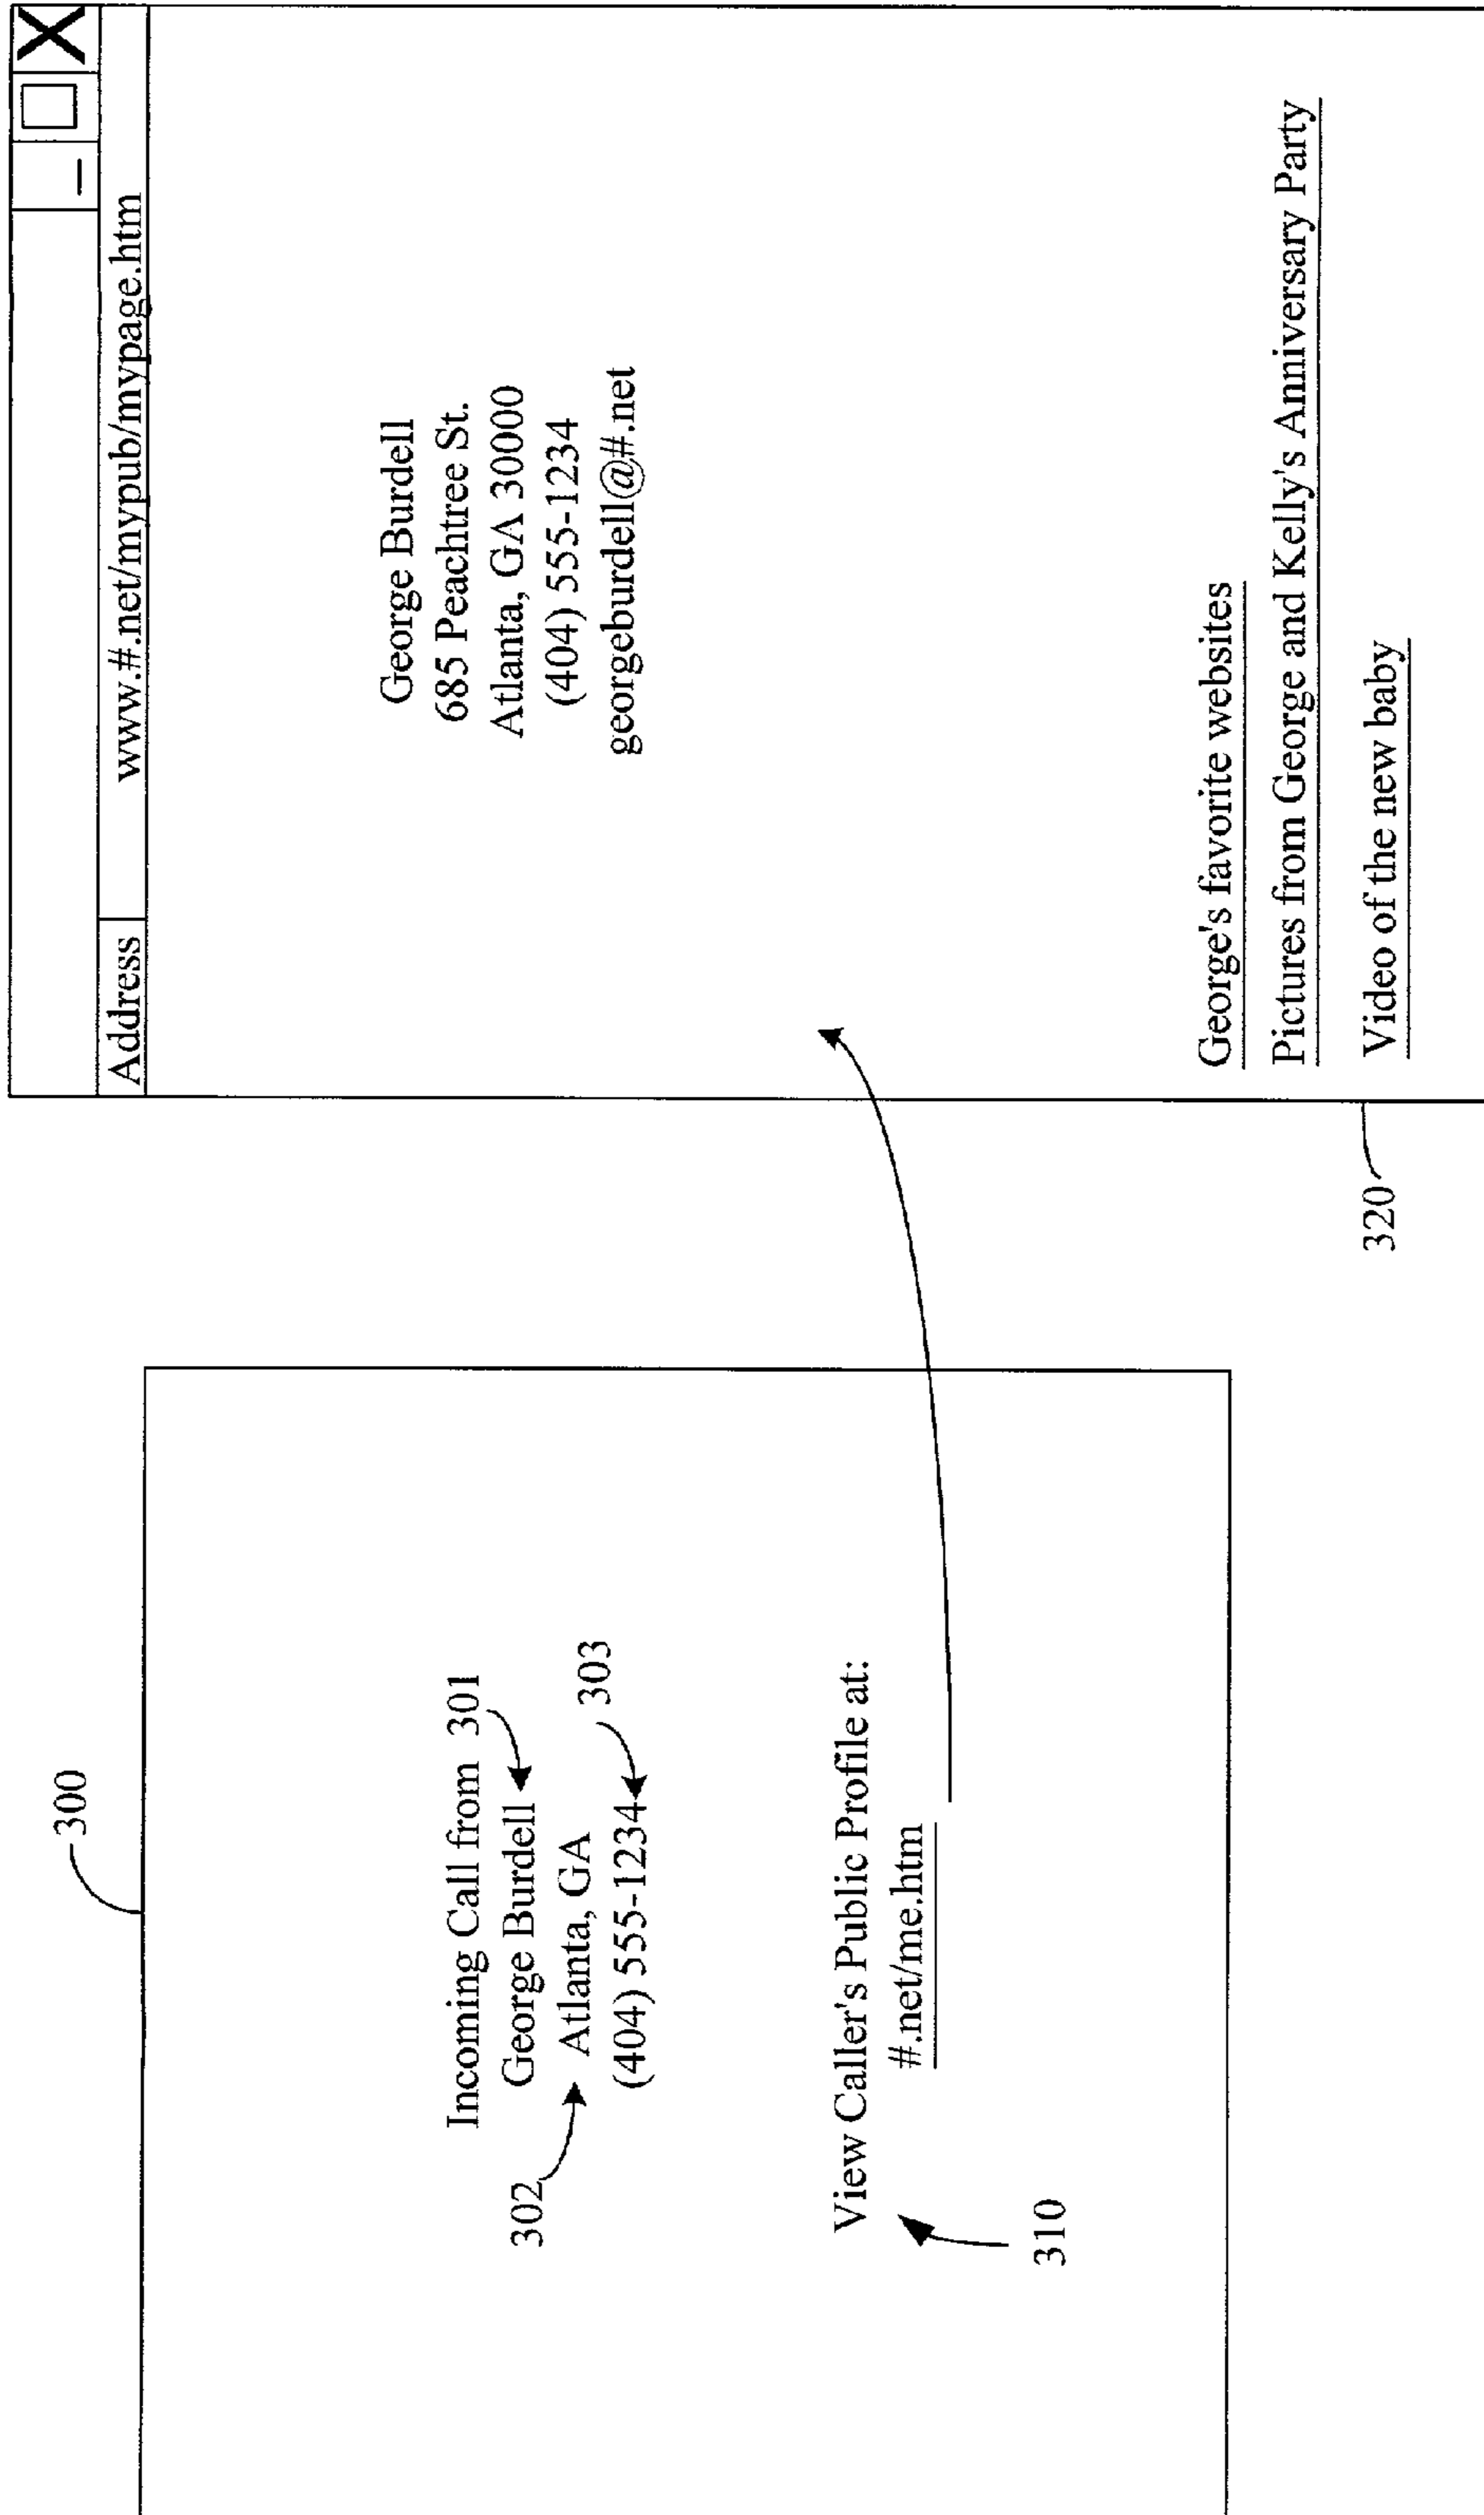 300
Incoming Call from 301
George Burdell
302
Atlanta, GA
303
(404) 555-1234
View Caller's Public Profile at:
#.net/me.htm
310
Address www.#.net/mypub/mypage.htm
George Burdell
685 Peachtree St.
Atlanta, GA 30000
(404) 555-1234
georgeburdell@#.net
George's favorite websites
Pictures from George and Kelly's Anniversary Party
Video of the new baby
320